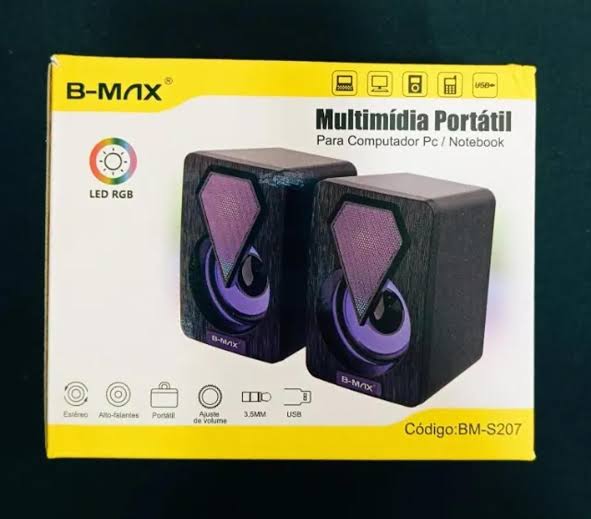 B-MAX®
USB
Multimídia Portátil
Para Computador Pc / Notebook
LED RGB
B-MAX
B-MAX
Estéreo
Alto-falantes
Portátil
Ajuste
de volume
3,5MM
USB
Código:BM-S207